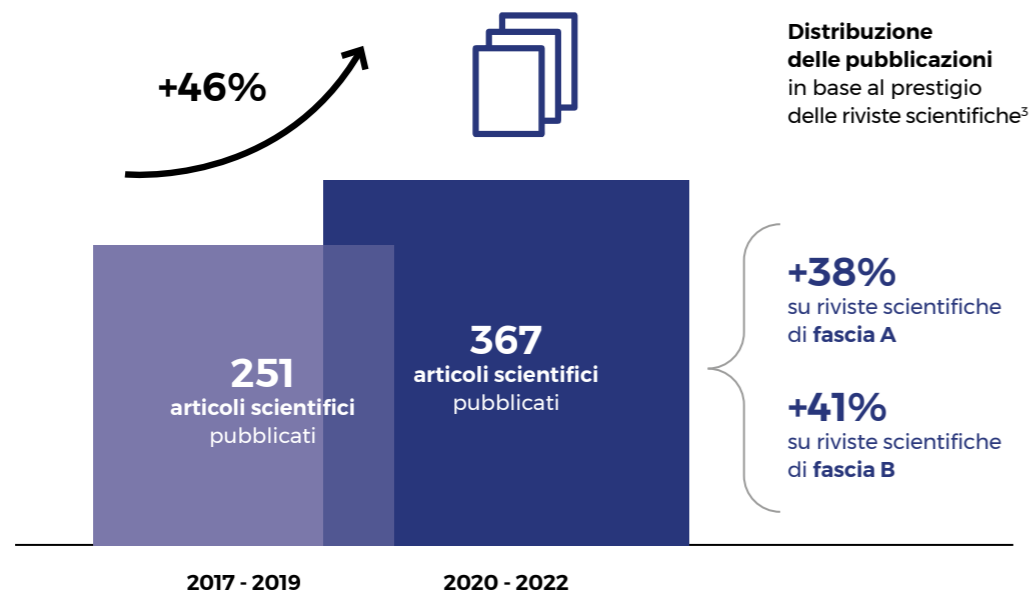 +46%
Distribuzione
delle pubblicazioni
in base al prestigio
delle riviste scientifiche³
251
articoli scientifici
pubblicati
367
articoli scientifici
pubblicati
+38%
su riviste scientifiche
di fascia A
+41%
su riviste scientifiche
di fascia B
2017 - 2019
2020 - 2022